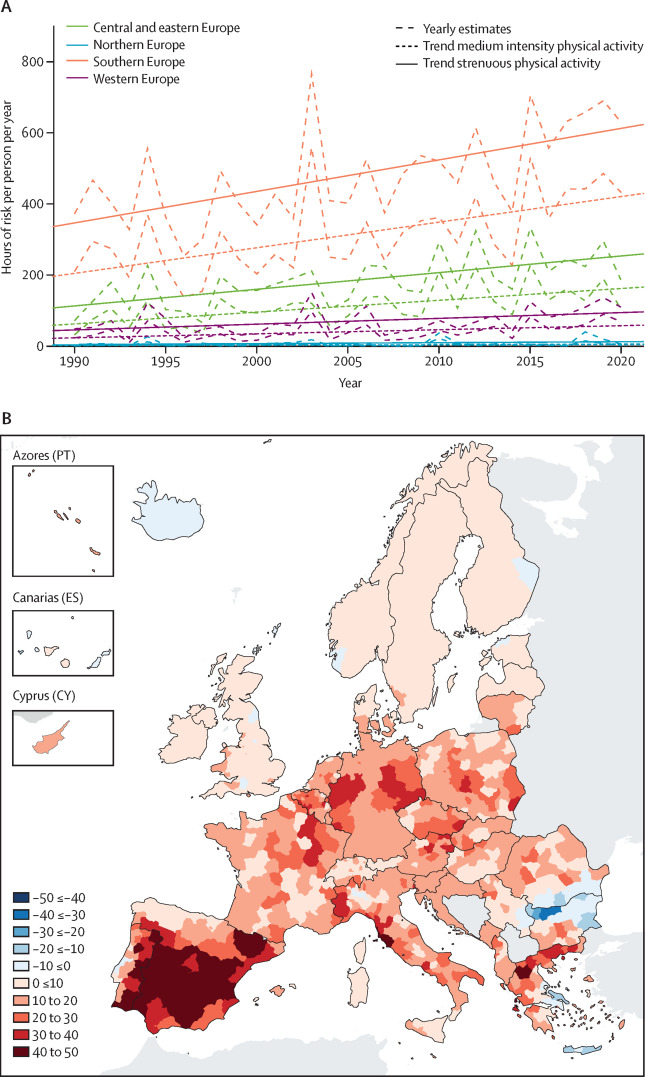 A
Central and eastern Europe
Northern Europe
Southern Europe
Western Europe
Yearly estimates
Trend medium intensity physical activity
Trend strenuous physical activity
Hours of risk per person per year
800
600
400
200
0
1990
1995
2000
2005
2010
2015
2020
Year
B
Azores (PT)
Canarias (ES)
Cyprus (CY)
–50 ≤–40
–40 ≤–30
–30 ≤–20
–20 ≤–10
–10 ≤0
0 ≤10
10 to 20
20 to 30
30 to 40
40 to 50